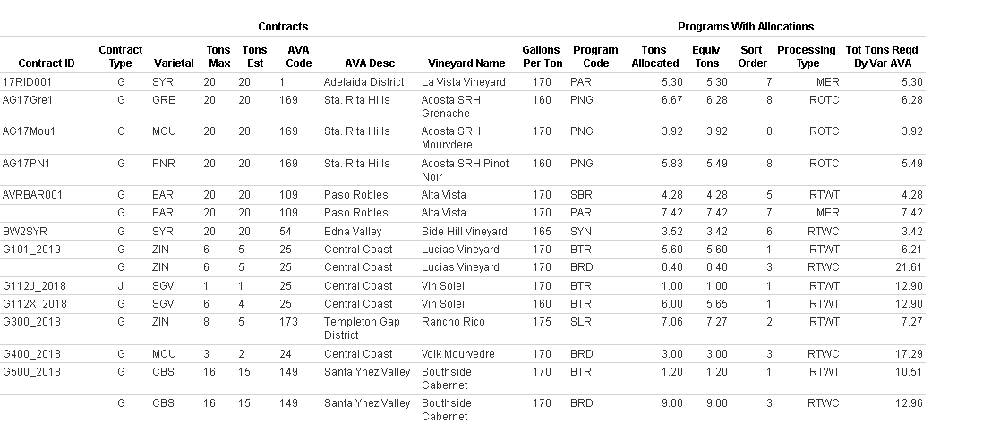 Contracts Programs With Allocations
Contract Tons Tons AVA Gallons Program Tons Equiv Sort Processing Tot Tons Reqd
Contract ID Type Varietal Max Est Code AVA Desc Vineyard Name Per Ton Code Allocated Tons Order Type By Var AVA
17RID001 G SYR 20 20 1 Adelaida District La Vista Vineyard 170 PAR 5.30 5.30 7 MER 5.30
AG17Gre1 G GRE 20 20 169 Sta. Rita Hills Acosta SRH 160 PNG 6.67 6.28 8 ROTC 6.28
Grenache
AG17Mou1 G MOU 20 20 169 Sta. Rita Hills Acosta SRH 170 PNG 3.92 3.92 8 ROTC 3.92
Mourvdere
AG17PN1 G PNR 20 20 169 Sta. Rita Hills Acosta SRH Pinot 160 PNG 5.83 5.49 8 ROTC 5.49
Noir
AVRBAR001 G BAR 20 20 109 Paso Robles Alta Vista 170 SBR 4.28 4.28 5 RTWT 4.28
G BAR 20 20 109 Paso Robles Alta Vista 170 PAR 7.42 7.42 7 MER 7.42
BW2SYR G SYR 20 20 54 Edna Valley Side Hill Vineyard 165 SYN 3.52 3.42 6 RTWC 3.42
G101_2019 G ZIN 6 5 25 Central Coast Lucias Vineyard 170 BTR 5.60 5.60 1 RTWT 6.21
G ZIN 6 5 25 Central Coast Lucias Vineyard 170 BRD 0.40 0.40 3 RTWC 21.61
G112J_2018 J SGV 1 1 25 Central Coast Vin Soleil 170 BTR 1.00 1.00 1 RTWT 12.90
G112X_2018 G SGV 6 4 25 Central Coast Vin Soleil 160 BTR 6.00 5.65 1 RTWT 12.90
G300_2018 G ZIN 8 5 173 Templeton Gap Rancho Rico 175 SLR 7.06 7.27 2 RTWT 7.27
District
G400_2018 G MOU 3 2 24 Central Coast Volk Mourvedre 170 BRD 3.00 3.00 3 RTWC 17.29
G500_2018 G CBS 16 15 149 Santa Ynez Valley Southside 170 BTR 1.20 1.20 1 RTWT 10.51
Cabernet
G CBS 16 15 149 Santa Ynez Valley Southside 170 BRD 9.00 9.00 3 RTWC 12.96
Cabernet